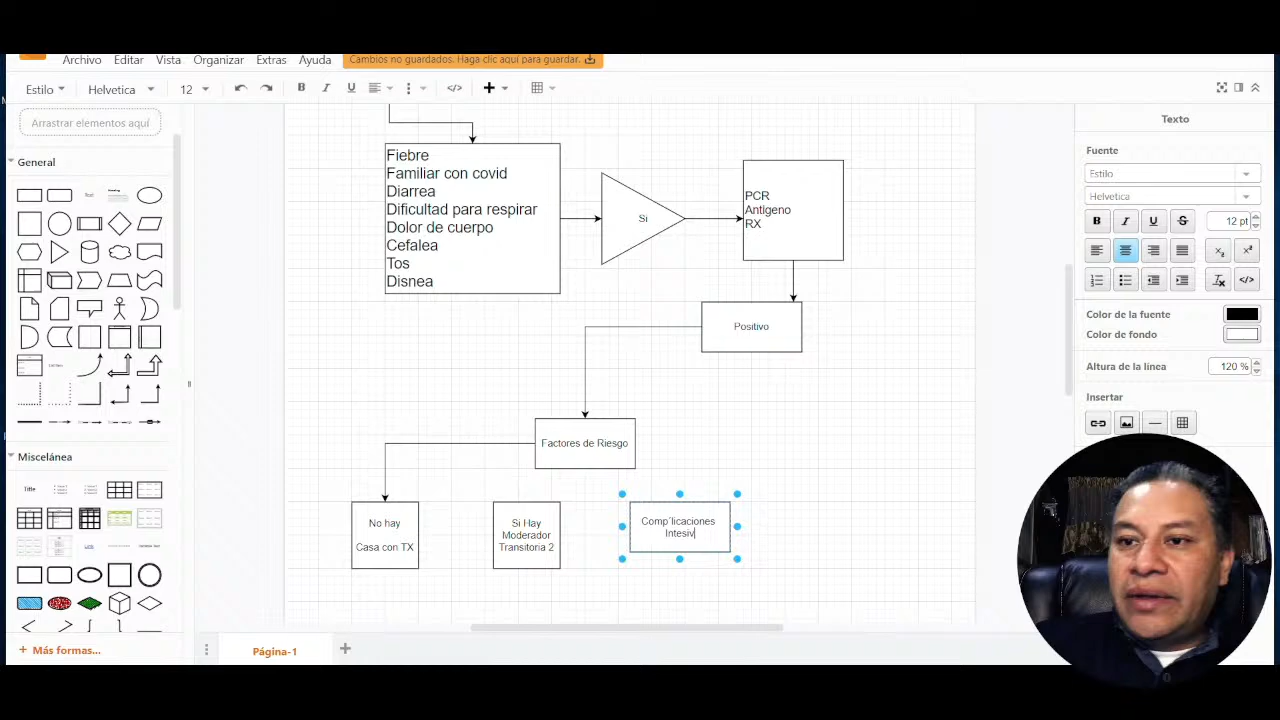 Archivo Editar Vista Organizar Extras Ayuda Cambios no guardados. Haga clic aquí para guardar.
Estilo Helvetica 12 B I U </>
Arrastrar elementos aquí
General
Text
Heading
Fiebre
Familiar con covid
Diarrea
Dificultad para respirar
Dolor de cuerpo
Cefalea
Tos
Disnea
Si
PCR
Antigeno
RX
Positivo
Factores de Riesgo
No hay
Casa con TX
Si Hay
Moderador
Transitoria 2
Comp´licaciones
Intesiv
Miscelánea
Title
+ Más formas...
Página-1
Texto
Fuente
Estilo
Helvetica
B I U S 12 pt
Color de la fuente
Color de fondo
Altura de la línea 120 %
Insertar